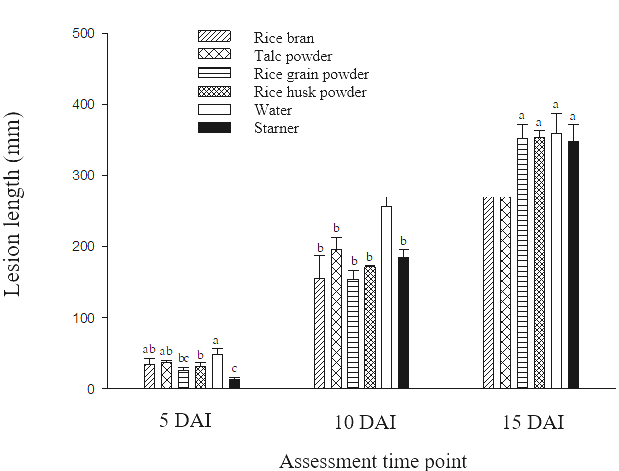 500
400
300
200
100
0
Lesion length (mm)
Rice bran
Talc powder
Rice grain powder
Rice husk powder
Water
Starner
ab ab bc b a c
b b b b b
a a a a
5 DAI 10 DAI 15 DAI
Assessment time point